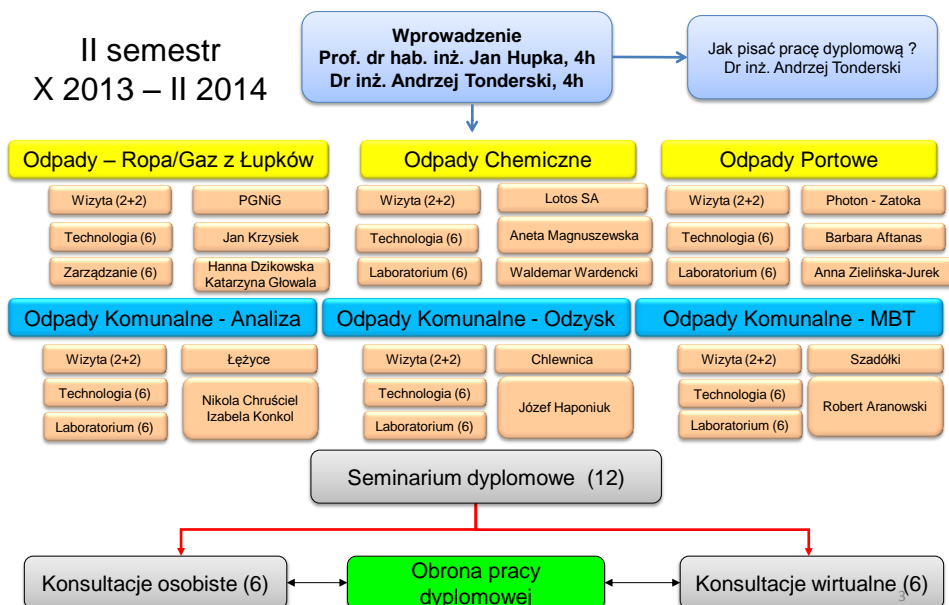 II semestr
X 2013 – II 2014
Wprowadzenie
Prof. dr hab. inż. Jan Hupka, 4h
Dr inż. Andrzej Tonderski, 4h
Jak pisać pracę dyplomową ?
Dr inż. Andrzej Tonderski
Odpady – Ropa/Gaz z Łupków
Wizyta (2+2)
PGNiG
Technologia (6)
Jan Krzysiek
Zarządzanie (6)
Hanna Dzikowska
Katarzyna Głowala
Odpady Chemiczne
Wizyta (2+2)
Lotos SA
Technologia (6)
Aneta Magnuszewska
Laboratorium (6)
Waldemar Wardencki
Odpady Portowe
Wizyta (2+2)
Photon - Zatoka
Technologia (6)
Barbara Aftanas
Laboratorium (6)
Anna Zielińska-Jurek
Odpady Komunalne - Analiza
Wizyta (2+2)
Łężyce
Technologia (6)
Laboratorium (6)
Nikola Chruściel
Izabela Konkol
Odpady Komunalne - Odzysk
Wizyta (2+2)
Chlewnica
Technologia (6)
Laboratorium (6)
Józef Haponiuk
Odpady Komunalne - MBT
Wizyta (2+2)
Szadółki
Technologia (6)
Laboratorium (6)
Robert Aranowski
Seminarium dyplomowe (12)
Konsultacje osobiste (6)
Obrona pracy
dyplomowej
Konsultacje wirtualne (6)
3